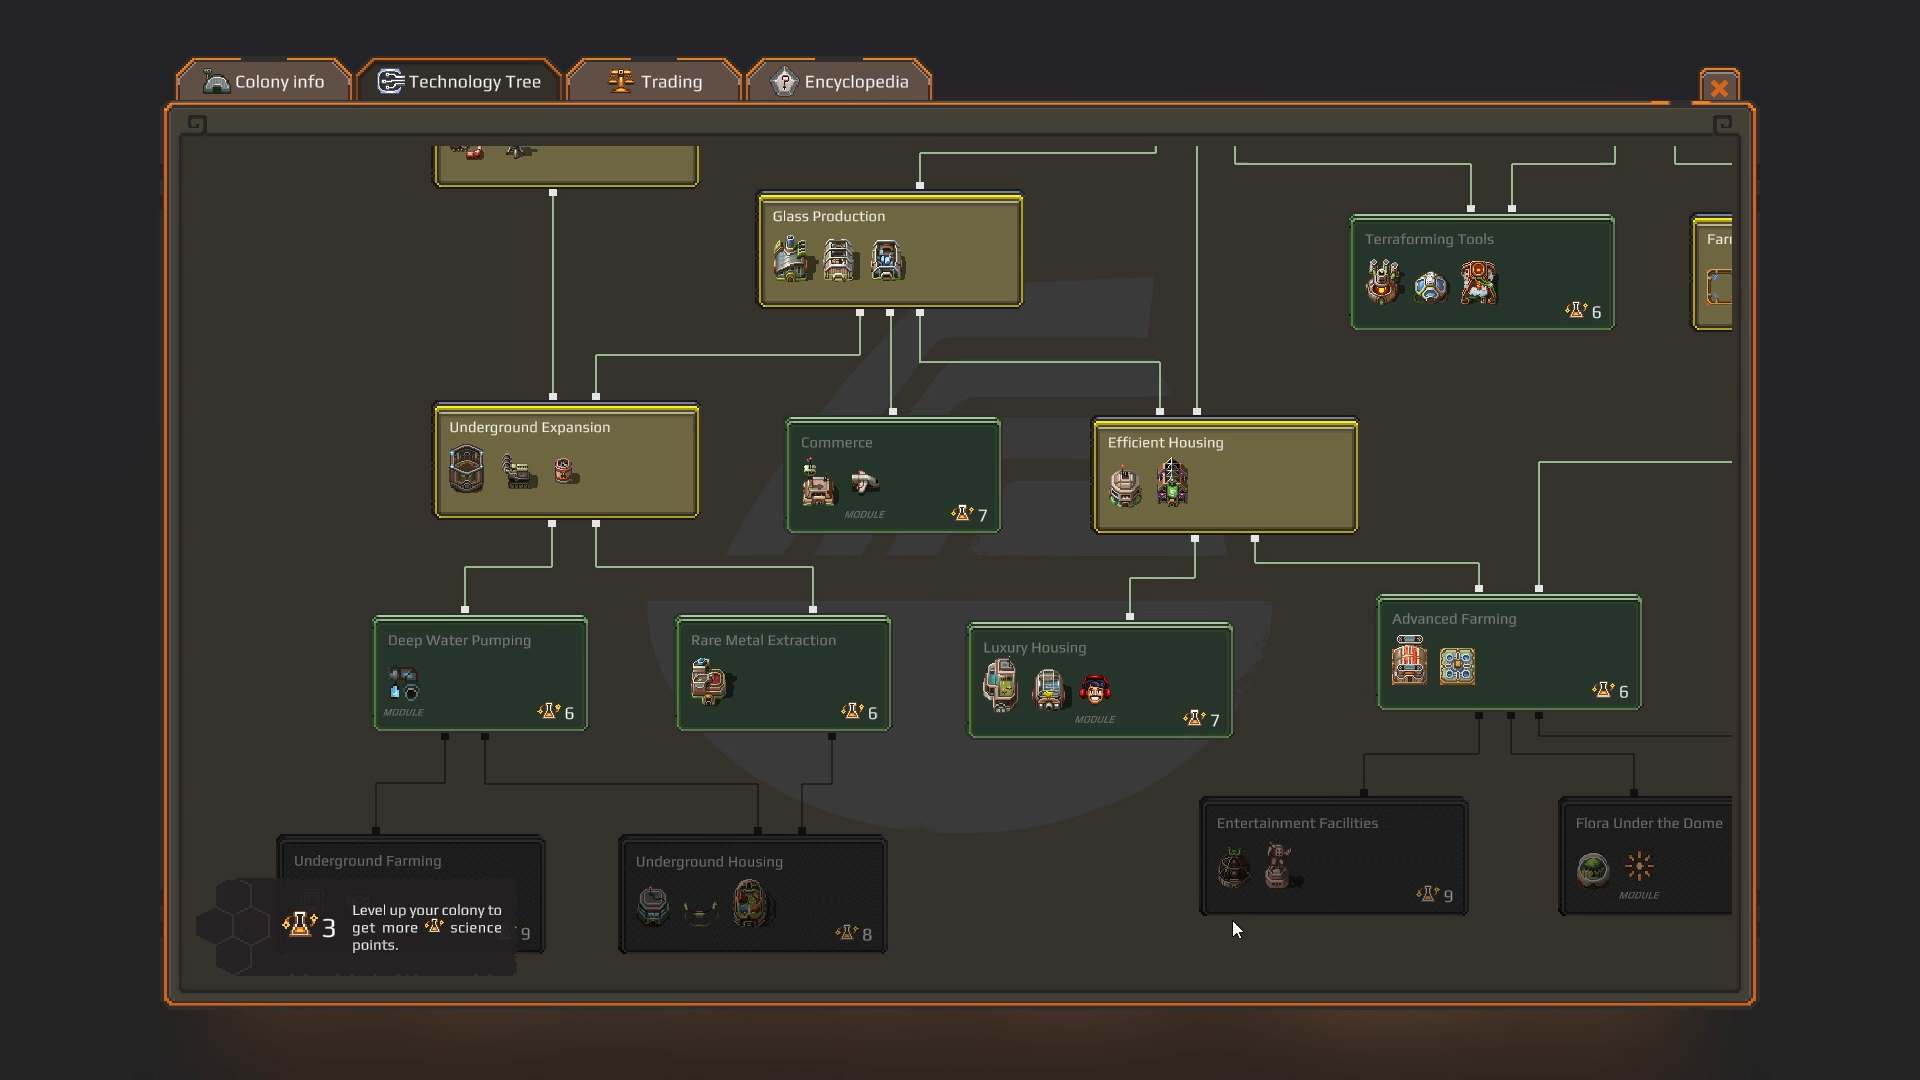 Colony info
Technology Tree
Trading
Encyclopedia
Glass Production
Terraforming Tools
6
Far
Underground Expansion
Commerce
MODULE
7
Efficient Housing
Deep Water Pumping
MODULE
6
Rare Metal Extraction
6
Luxury Housing
MODULE
7
Advanced Farming
6
Entertainment Facilities
9
Flora Under the Dome
MODULE
Underground Farming
9
Underground Housing
8
3
Level up your colony to
get more science
points.